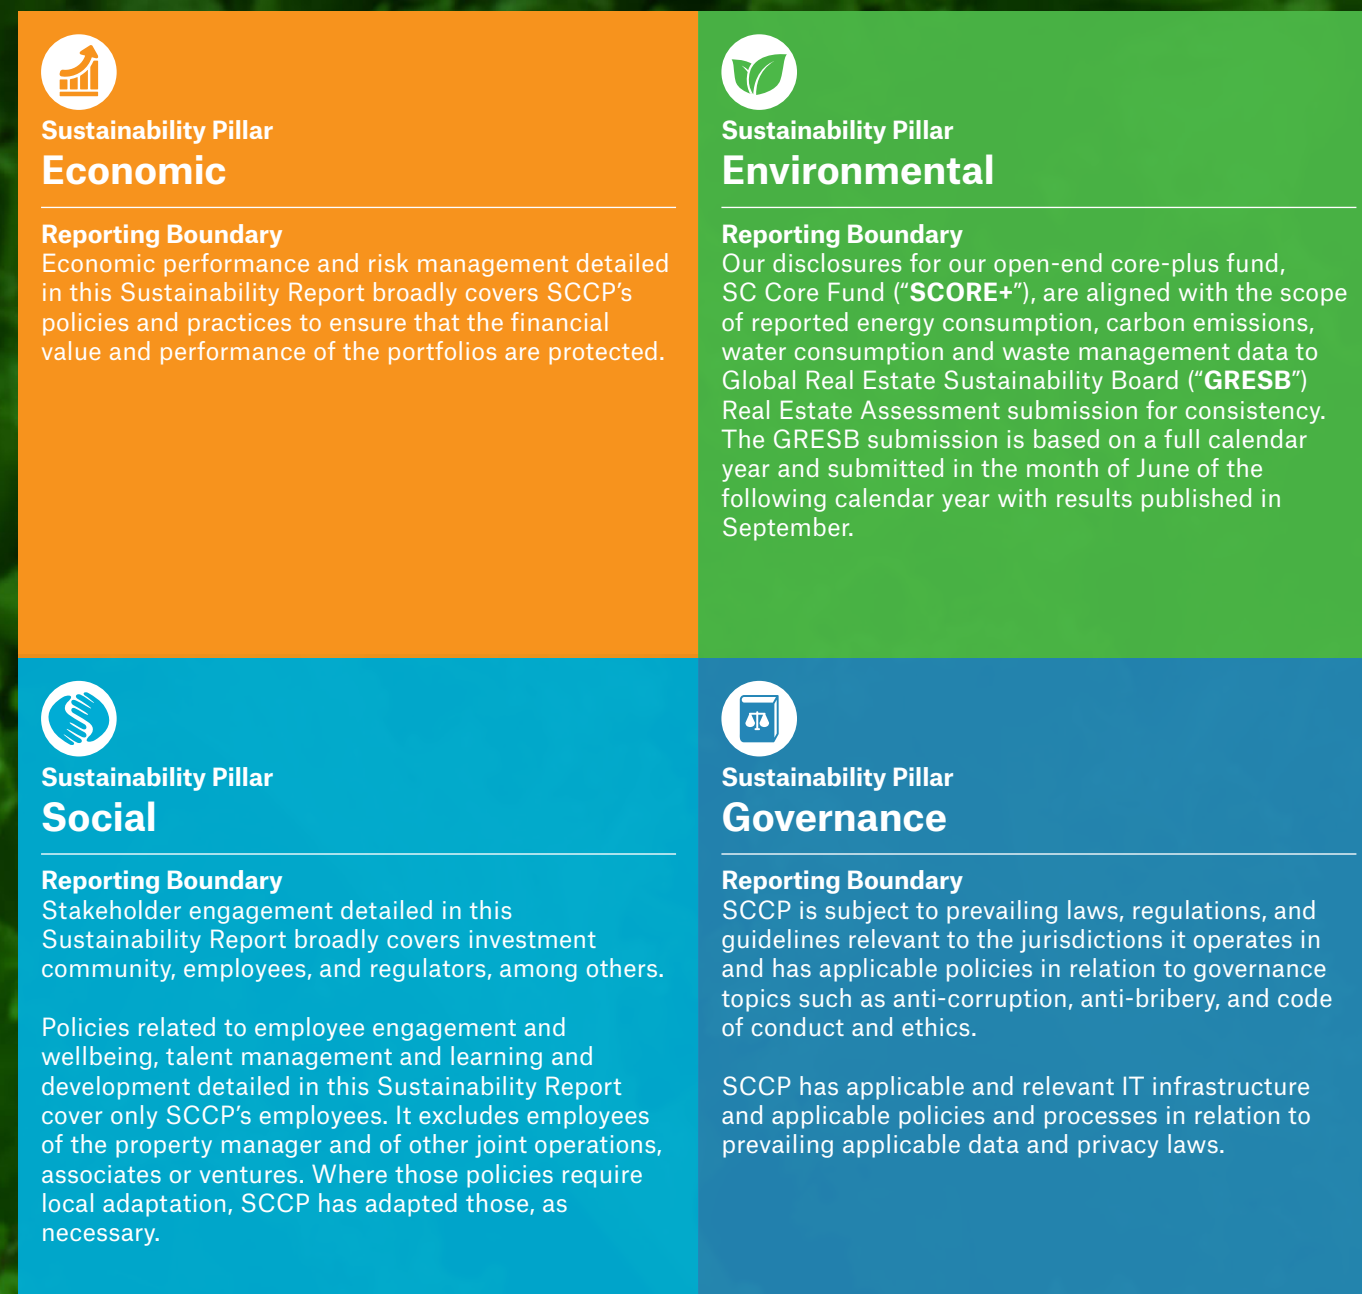 Sustainability Pillar
Economic
Reporting Boundary
Economic performance and risk management detailed
in this Sustainability Report broadly covers SCCP’s
policies and practices to ensure that the financial
value and performance of the portfolios are protected.
Sustainability Pillar
Environmental
Reporting Boundary
Our disclosures for our open-end core-plus fund,
SC Core Fund (“SCORE+”), are aligned with the scope
of reported energy consumption, carbon emissions,
water consumption and waste management data to
Global Real Estate Sustainability Board (“GRESB”)
Real Estate Assessment submission for consistency.
The GRESB submission is based on a full calendar
year and submitted in the month of June of the
following calendar year with results published in
September.
Sustainability Pillar
Social
Reporting Boundary
Stakeholder engagement detailed in this
Sustainability Report broadly covers investment
community, employees, and regulators, among others.
Policies related to employee engagement and
wellbeing, talent management and learning and
development detailed in this Sustainability Report
cover only SCCP’s employees. It excludes employees
of the property manager and of other joint operations,
associates or ventures. Where those policies require
local adaptation, SCCP has adapted those, as
necessary.
Sustainability Pillar
Governance
Reporting Boundary
SCCP is subject to prevailing laws, regulations, and
guidelines relevant to the jurisdictions it operates in
and has applicable policies in relation to governance
topics such as anti-corruption, anti-bribery, and code
of conduct and ethics.
SCCP has applicable and relevant IT infrastructure
and applicable policies and processes in relation to
prevailing applicable data and privacy laws.